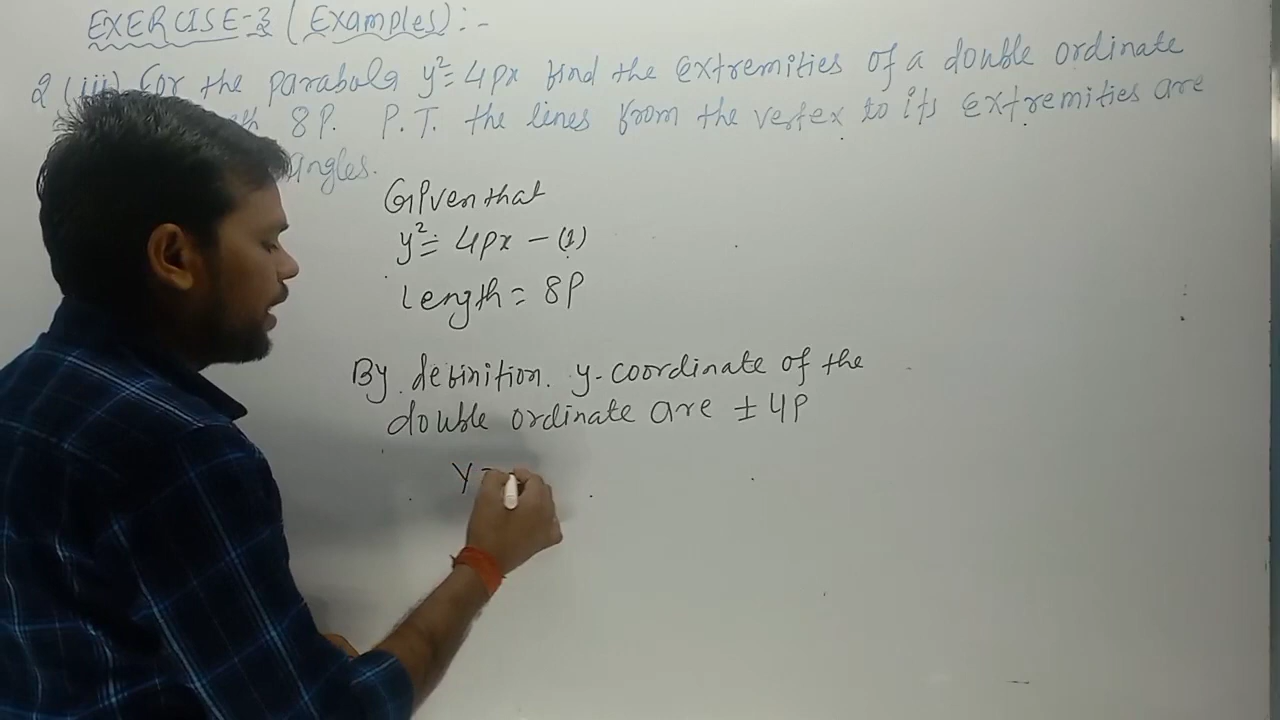 EXERCISE-3 (Examples):-
2 (iii) For the parabola y²=4px find the extremities of a double ordinate
8P. P.T. the lines from the vertex to its extremities are
angles.
Given that
y²= 4px - (1)
Length = 8P
By definition. y-coordinate of the
double ordinate are ± 4P
y=